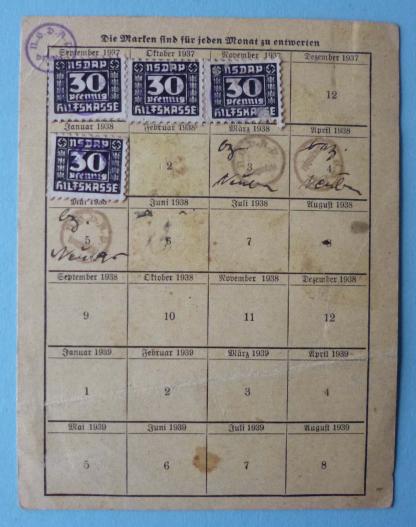 Die Marken sind für jeden Monat zu entwerten
September 1937 Oktober 1937 November 1937 Dezember 1937
NSDAP NSDAP NSDAP
30 30 30 12
Pfennig Pfennig Pfennig
HILFSKASSE HILFSKASSE HILFSKASSE
Januar 1938 Februar 1938 März 1938 April 1938
NSDAP
30 2 3 4
Pfennig
HILFSKASSE
Mai 1938 Juni 1938 Juli 1938 August 1938
5 6 7 8
September 1938 Oktober 1938 November 1938 Dezember 1938
9 10 11 12
Januar 1939 Februar 1939 März 1939 April 1939
1 2 3 4
Mai 1939 Juni 1939 Juli 1939 August 1939
5 6 7 8